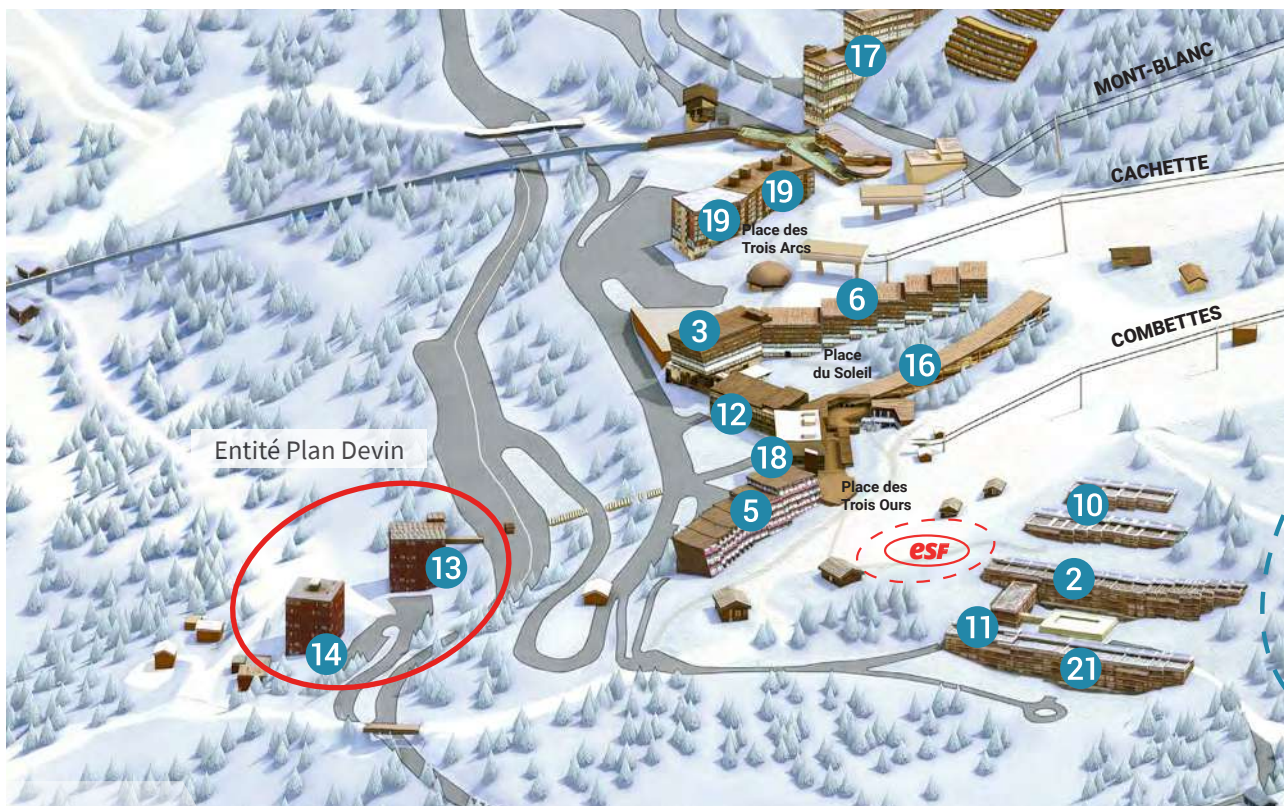 17
MONT-BLANC
CACHETTE
19
19
Place des
Trois Arcs
6
3
COMBETTES
Place
du Soleil
16
12
Entité Plan Devin
18
Place des
Trois Ours
5
10
esf
13
2
11
14
21